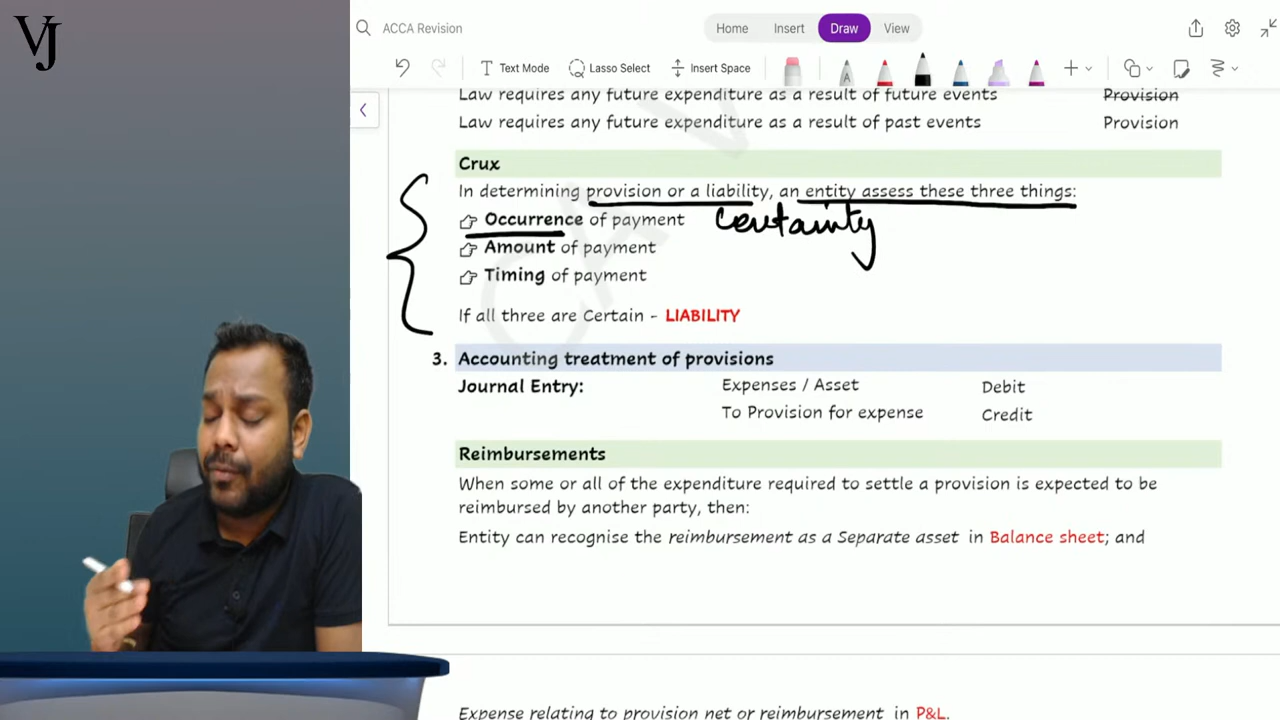 VJ
ACCA Revision
Home Insert Draw View
Text Mode Lasso Select Insert Space
Law requires any future expenditure as a result of future events Provision
Law requires any future expenditure as a result of past events Provision
Crux
In determining provision or a liability, an entity assess these three things:
Occurrence of payment certainty
Amount of payment
Timing of payment
If all three are Certain - LIABILITY
3. Accounting treatment of provisions
Journal Entry: Expenses / Asset Debit
To Provision for expense Credit
Reimbursements
When some or all of the expenditure required to settle a provision is expected to be
reimbursed by another party, then:
Entity can recognise the reimbursement as a Separate asset in Balance sheet; and
Expense relating to provision net or reimbursement in P&L.